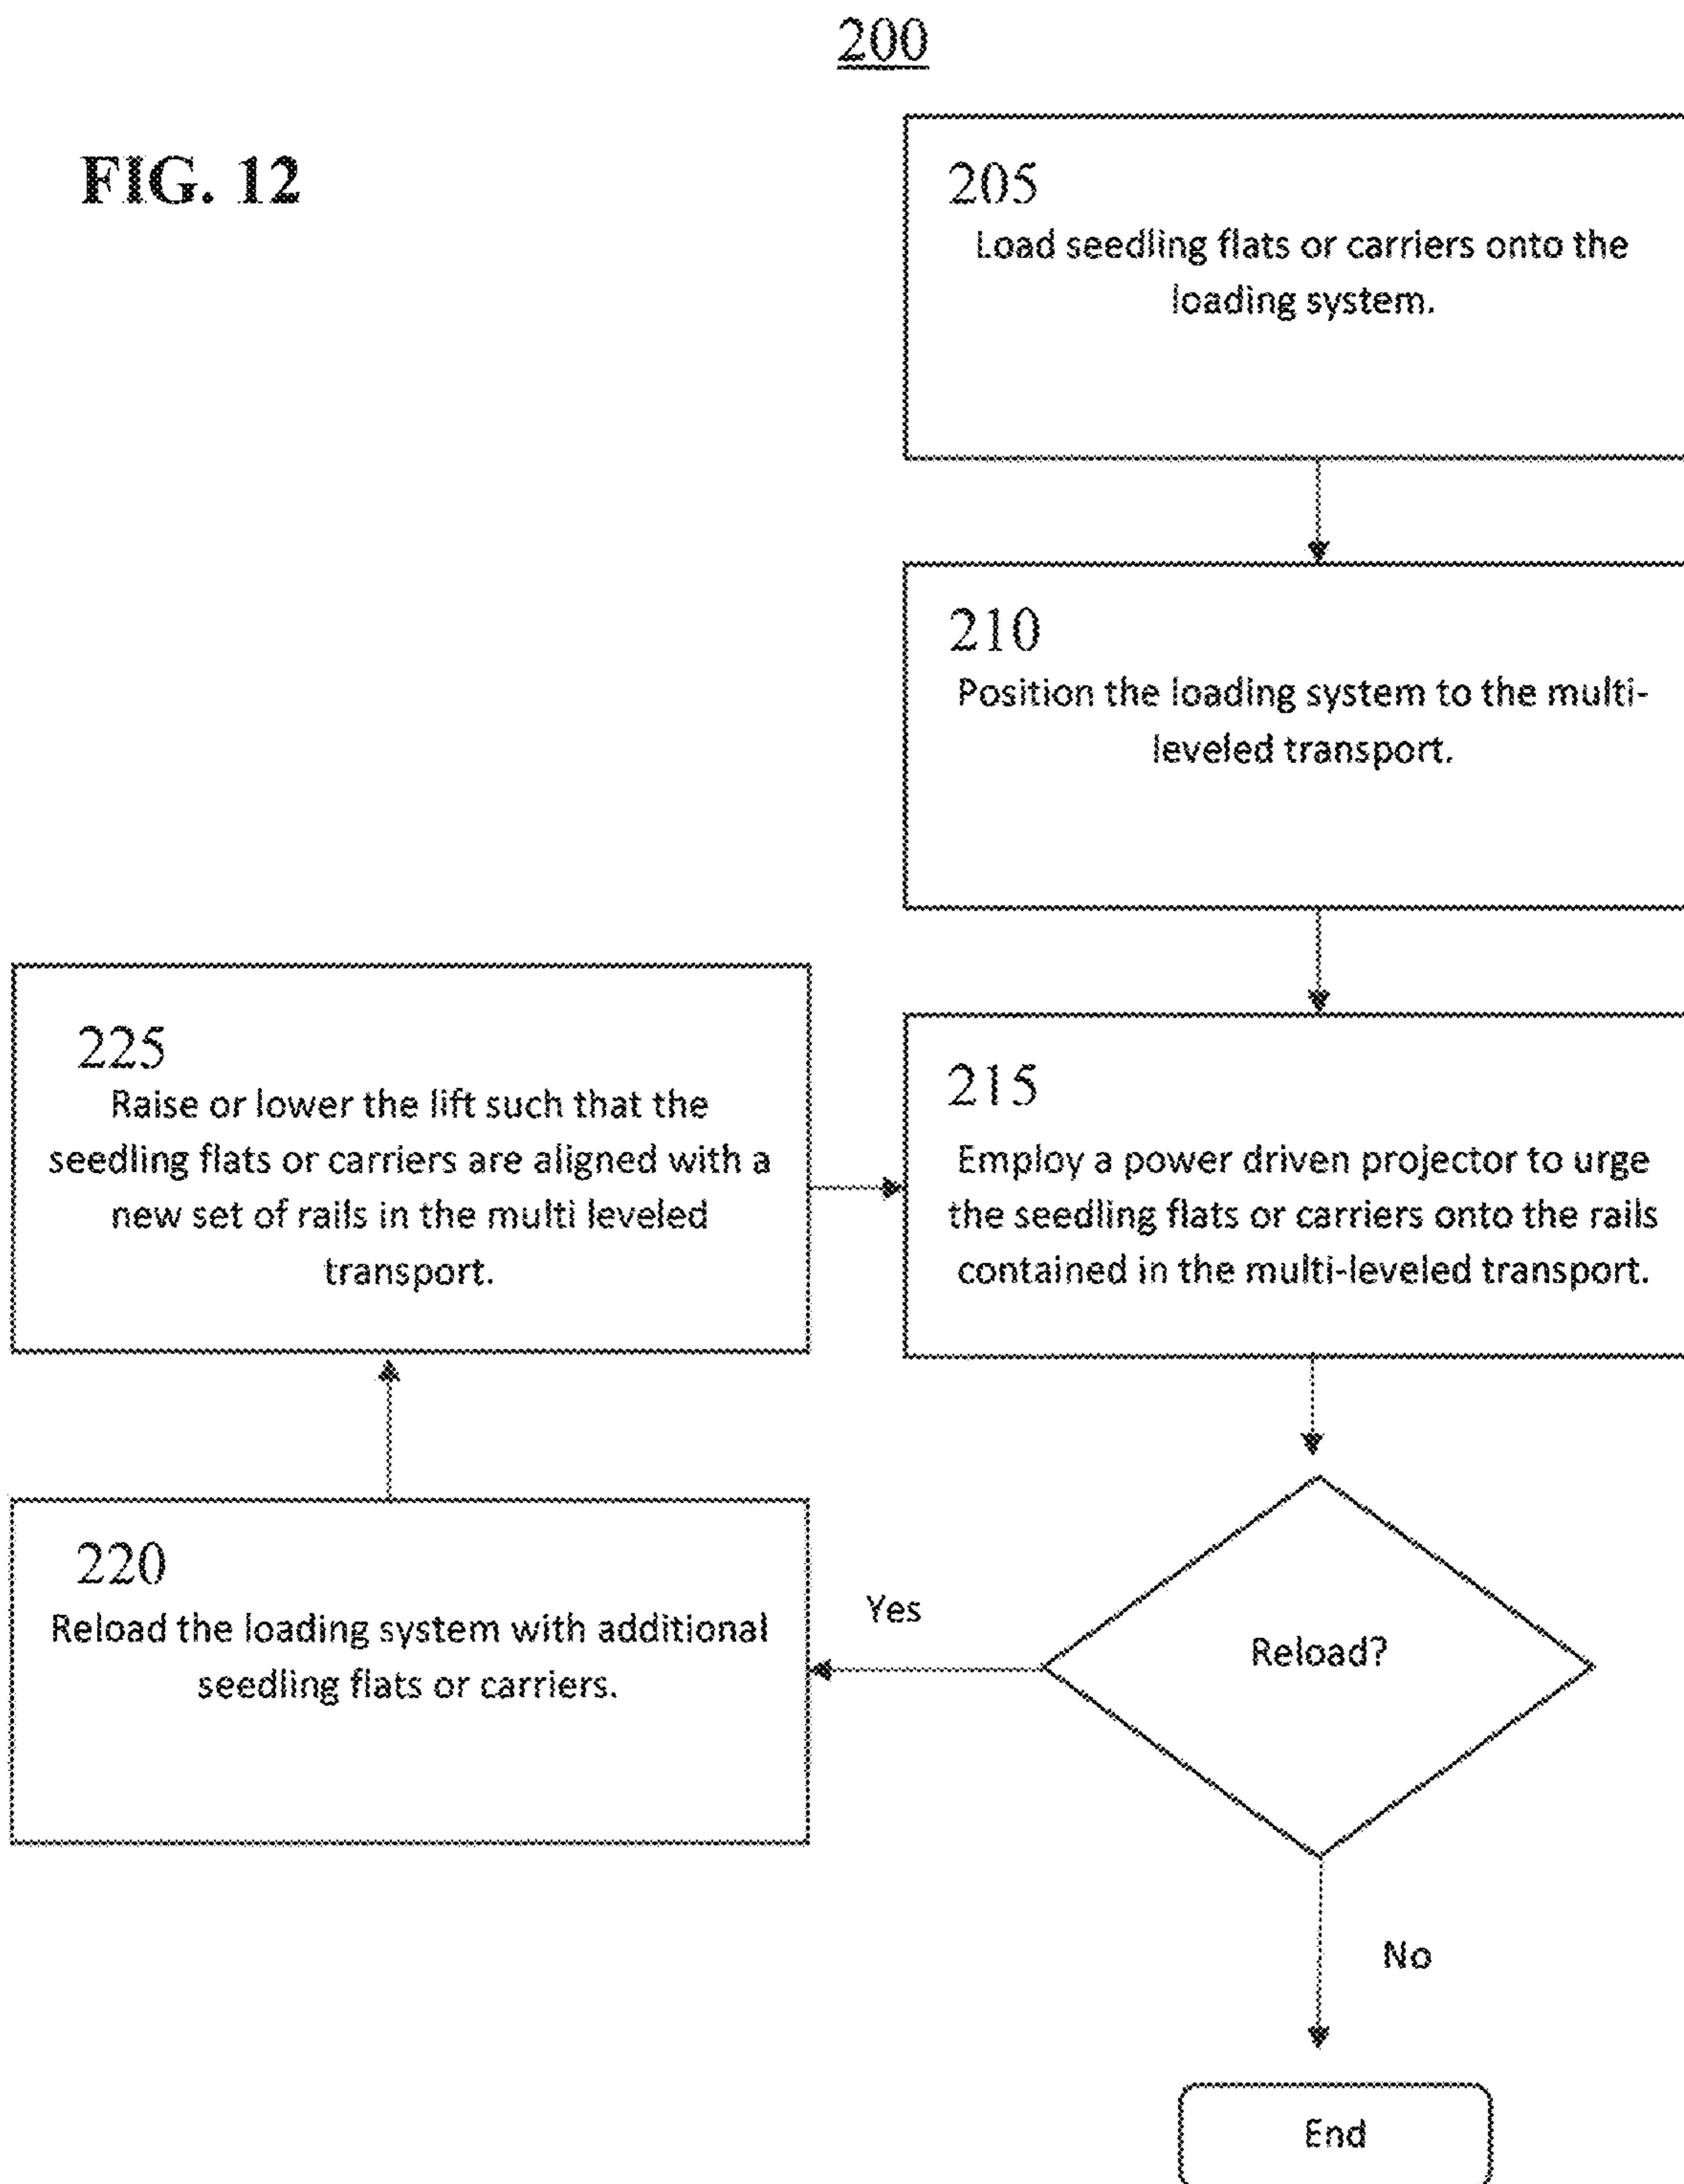 200
FIG. 12
205
Load seedling flats or carriers onto the
loading system.
210
Position the loading system to the multi-
leveled transport.
225
Raise or lower the lift such that the
seedling flats or carriers are aligned with a
new set of rails in the multi leveled
transport.
215
Employ a power driven projector to urge
the seedling flats or carriers onto the rails
contained in the multi-leveled transport.
220
Reload the loading system with additional
seedling flats or carriers.
Yes
Reload?
No
End